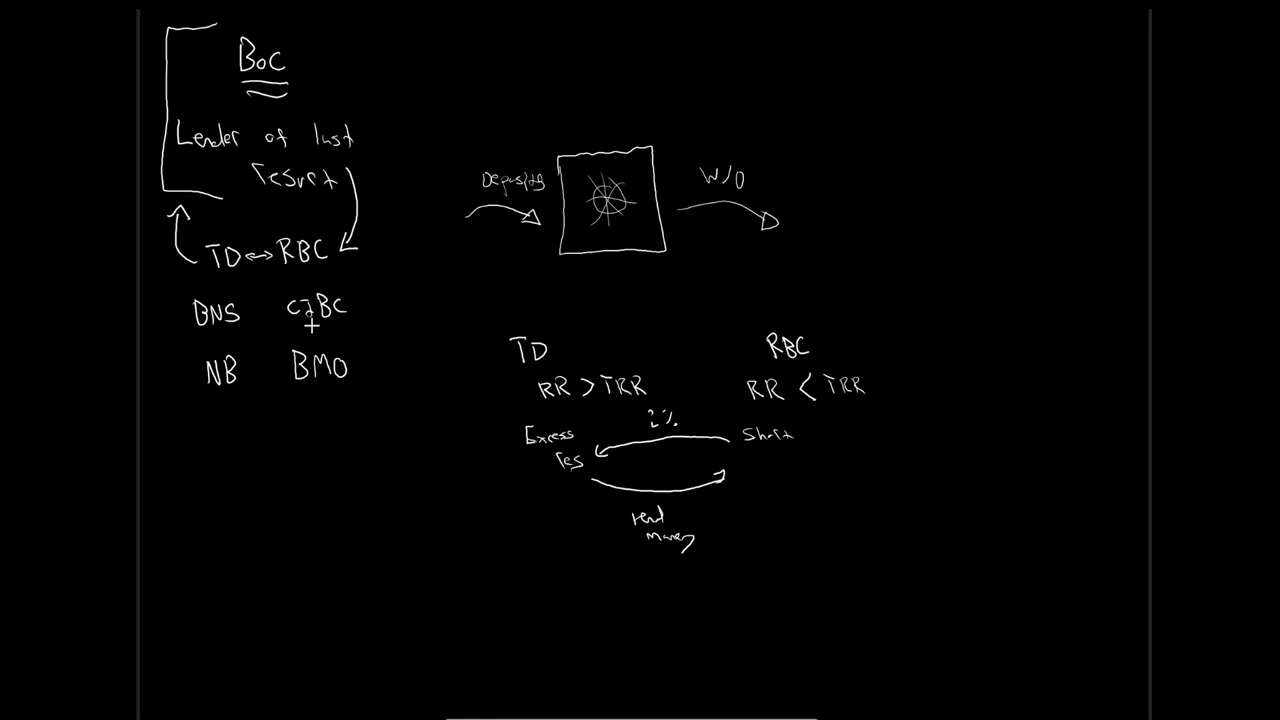 BoC
Lender of last
resort
TD ↔ RBC
BNS CIBC
NB BMO
Deposits
W/D
TD
RR > TRR
Excess
res
RBC
RR < TRR
Short
2%
money